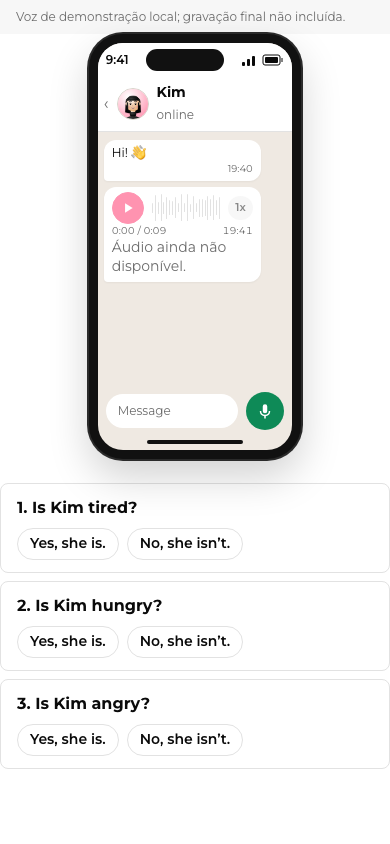 Voz de demonstração local; gravação final não incluída.
9:41
‹ Kim
online
Hi! 👋
19:40
1x
0:00 / 0:09 19:41
Áudio ainda não
disponível.
Message
1. Is Kim tired?
Yes, she is. No, she isn’t.
2. Is Kim hungry?
Yes, she is. No, she isn’t.
3. Is Kim angry?
Yes, she is. No, she isn’t.